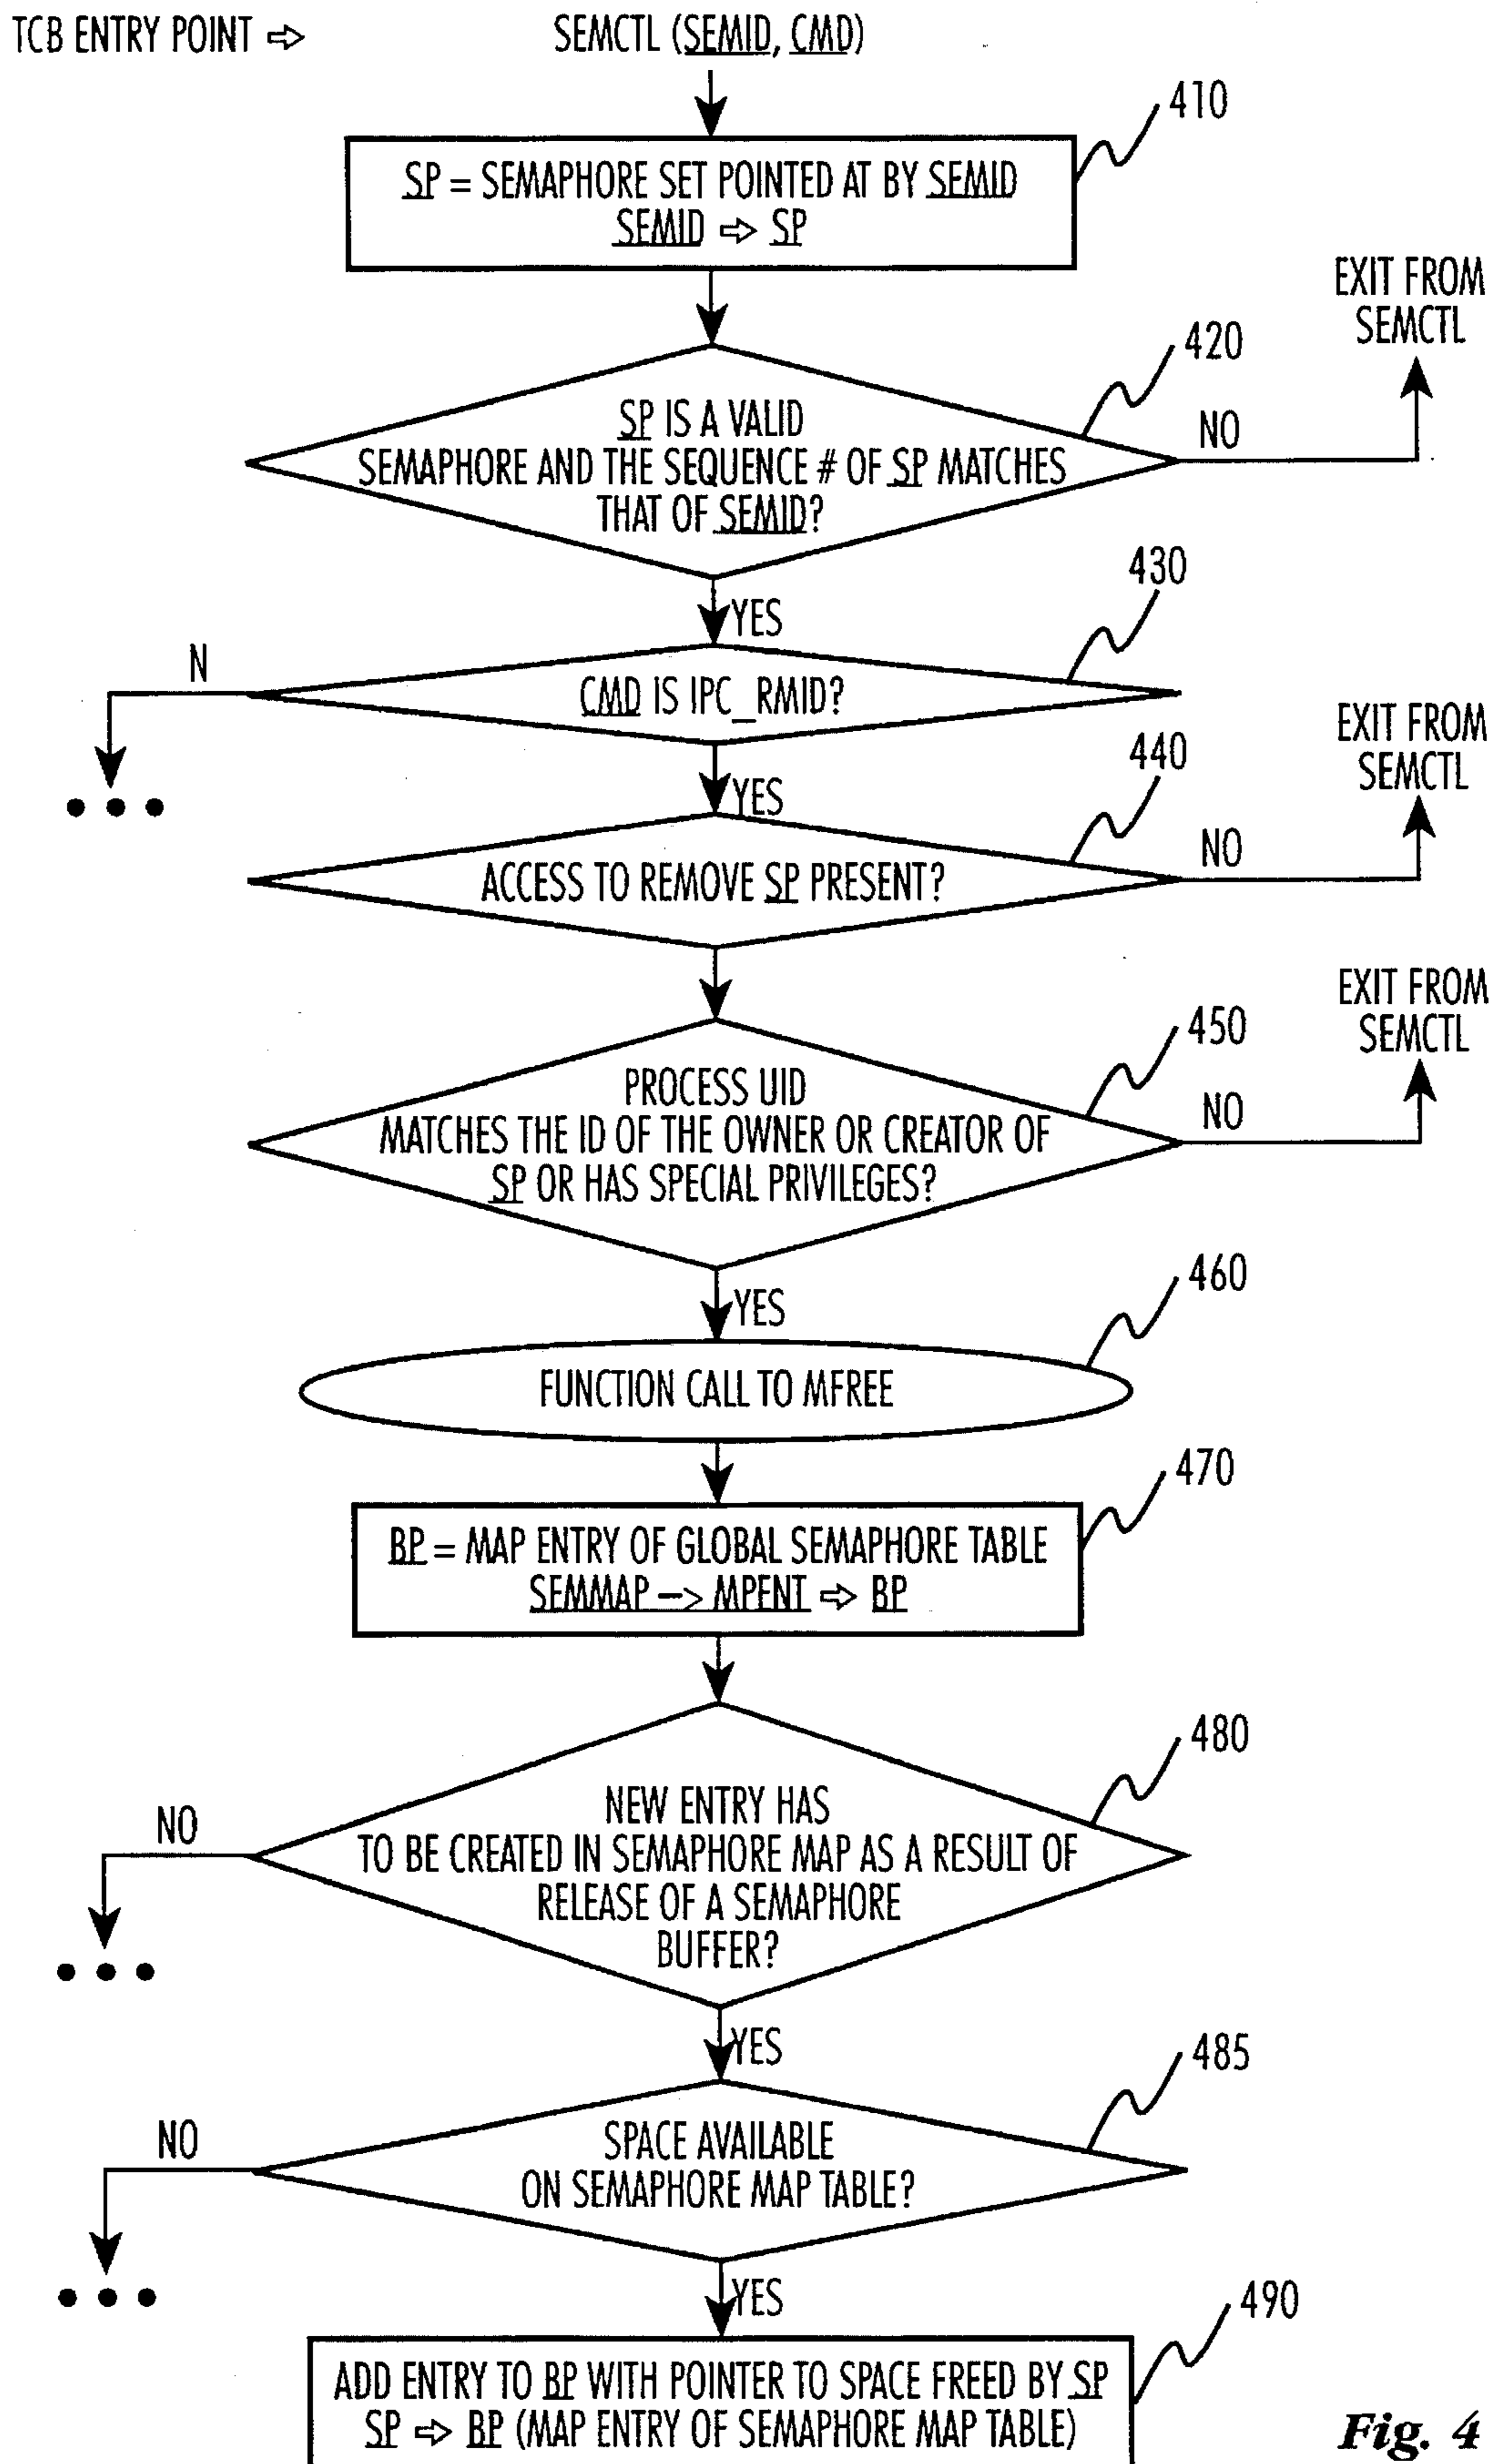 TCB ENTRY POINT ⇨ SEMCTL (SEMID, CMD)
410
SP = SEMAPHORE SET POINTED AT BY SEMID
SEMID ⇨ SP
EXIT FROM
SEMCTL
420
NO
SP IS A VALID
SEMAPHORE AND THE SEQUENCE # OF SP MATCHES
THAT OF SEMID?
430
YES
N
CMD IS IPC_RMID?
EXIT FROM
SEMCTL
440
YES
NO
ACCESS TO REMOVE SP PRESENT?
EXIT FROM
SEMCTL
450
NO
PROCESS UID
MATCHES THE ID OF THE OWNER OR CREATOR OF
SP OR HAS SPECIAL PRIVILEGES?
460
YES
FUNCTION CALL TO MFREE
470
BP = MAP ENTRY OF GLOBAL SEMAPHORE TABLE
SEMMAP –> MPENT ⇨ BP
480
NO
NEW ENTRY HAS
TO BE CREATED IN SEMAPHORE MAP AS A RESULT OF
RELEASE OF A SEMAPHORE
BUFFER?
YES
485
NO
SPACE AVAILABLE
ON SEMAPHORE MAP TABLE?
YES
490
ADD ENTRY TO BP WITH POINTER TO SPACE FREED BY SP
SP ⇨ BP (MAP ENTRY OF SEMAPHORE MAP TABLE)
Fig. 4